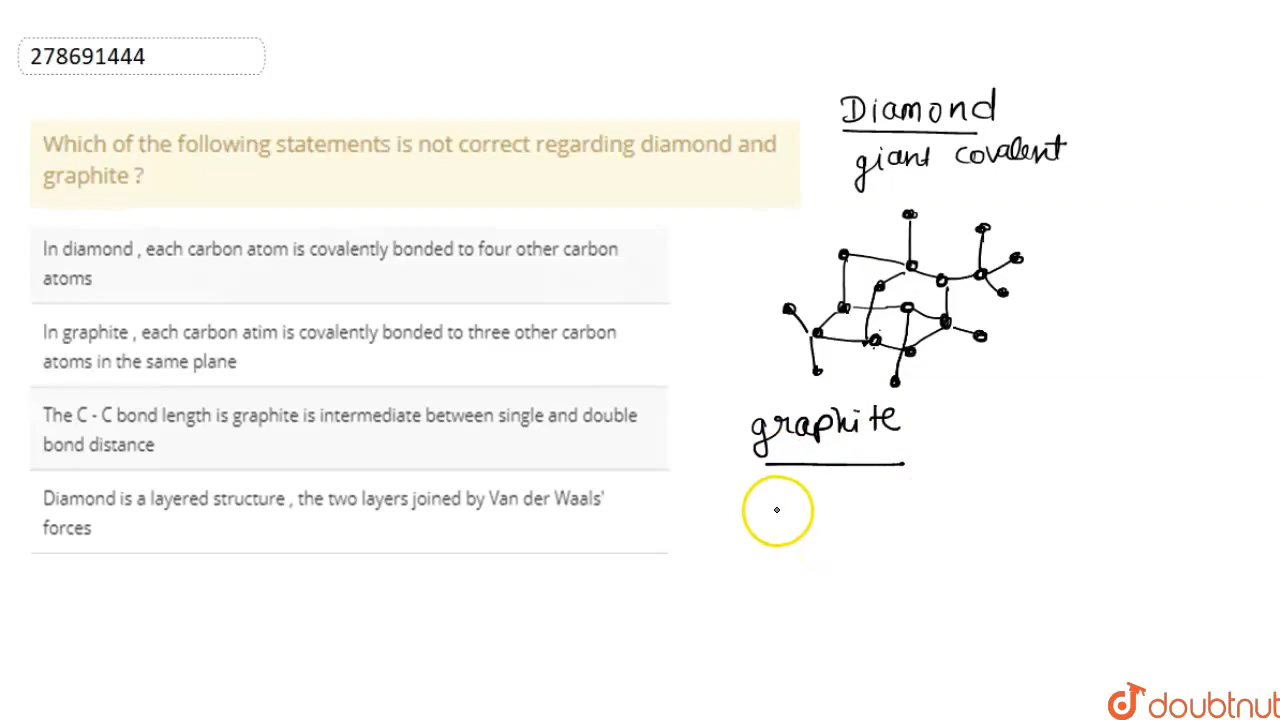 278691444
Which of the following statements is not correct regarding diamond and
graphite ?
In diamond , each carbon atom is covalently bonded to four other carbon
atoms
In graphite , each carbon atim is covalently bonded to three other carbon
atoms in the same plane
The C - C bond length is graphite is intermediate between single and double
bond distance
Diamond is a layered structure , the two layers joined by Van der Waals'
forces
Diamond
giant covalent
graphite
doubtnut